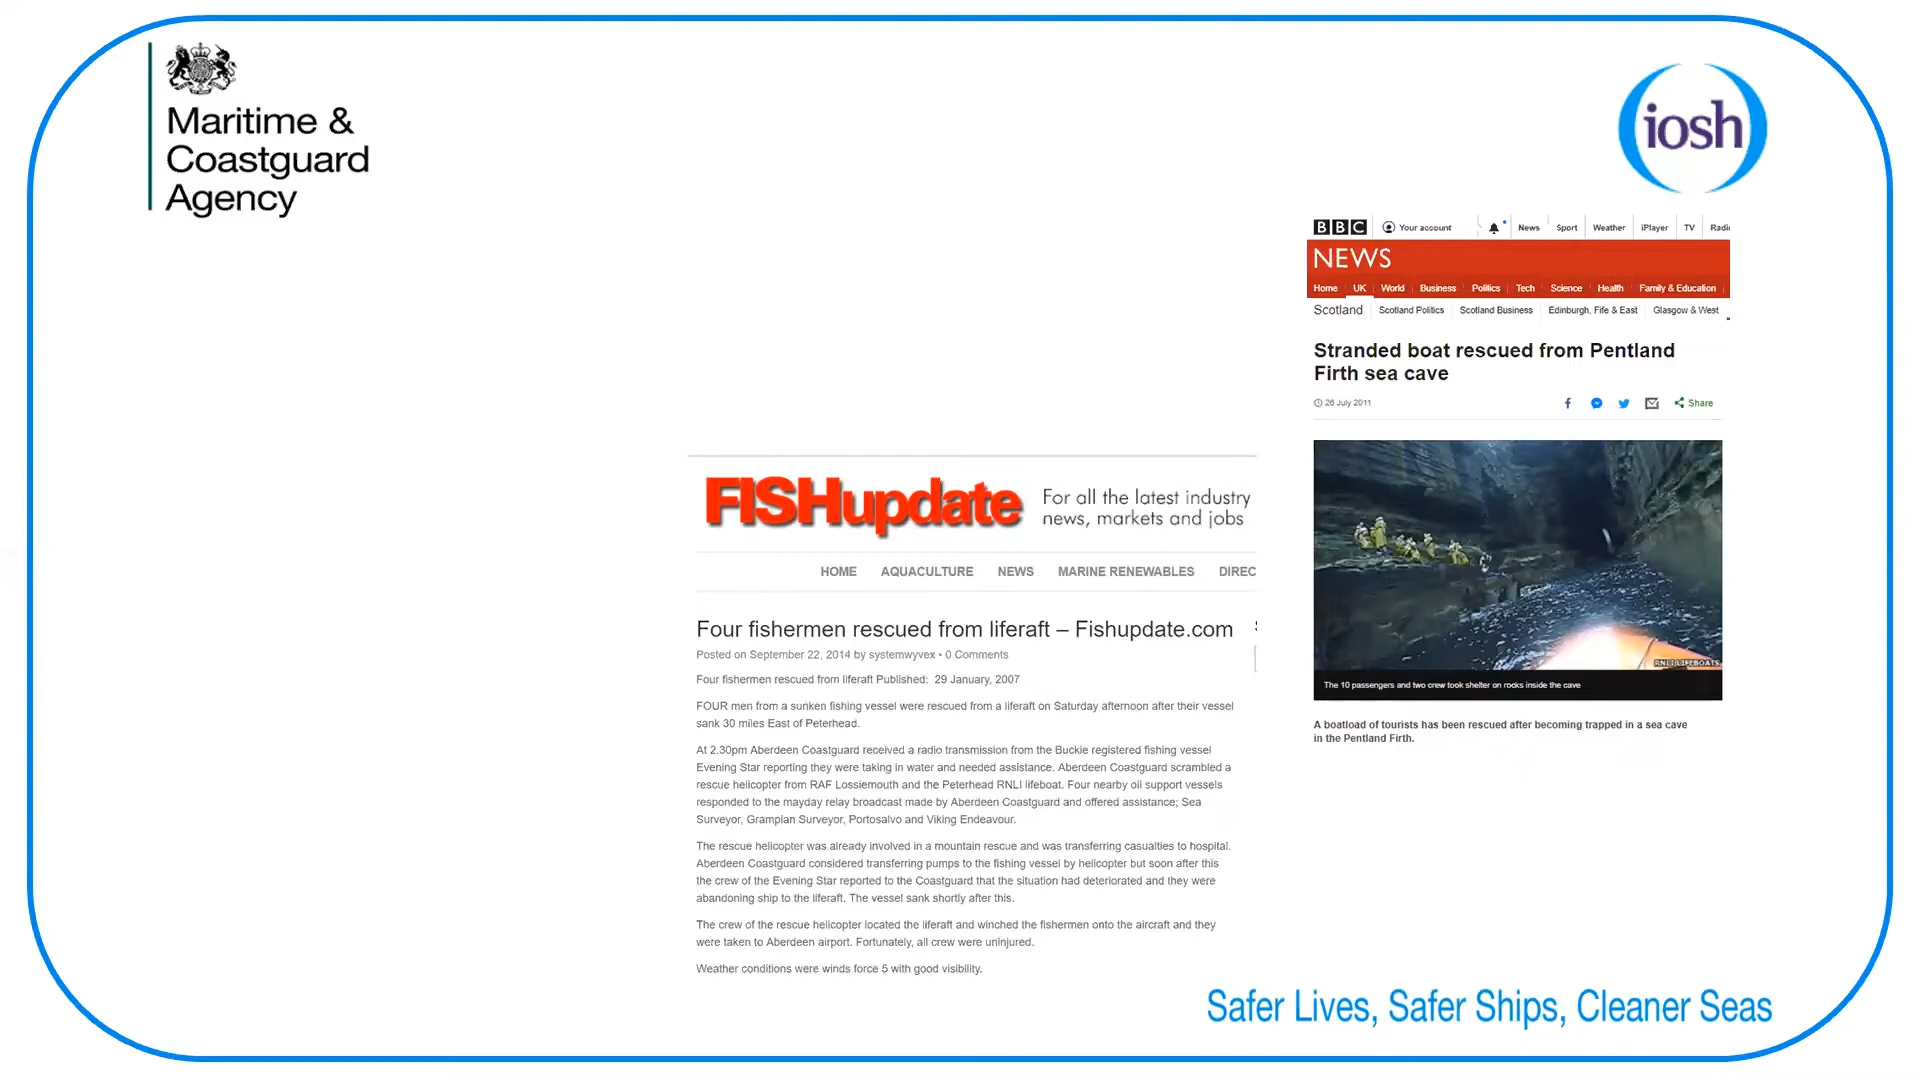 Maritime &
Coastguard
Agency
iosh
BBC Your account News Sport Weather iPlayer TV
NEWS
Home UK World Business Politics Tech Science Health Family & Education
Scotland Scotland Politics Scotland Business Edinburgh, Fife & East Glasgow & West
Stranded boat rescued from Pentland
Firth sea cave
26 July 2011
Share
RNLI LIFEBOATS
The 10 passengers and two crew took shelter on rocks inside the cave
A boatload of tourists has been rescued after becoming trapped in a sea cave
in the Pentland Firth.
FISHupdate
For all the latest industry
news, markets and jobs
HOME AQUACULTURE NEWS MARINE RENEWABLES DIREC
Four fishermen rescued from liferaft – Fishupdate.com
Posted on September 22, 2014 by systemwyvex • 0 Comments
Four fishermen rescued from liferaft Published: 29 January, 2007
FOUR men from a sunken fishing vessel were rescued from a liferaft on Saturday afternoon after their vessel
sank 30 miles East of Peterhead.
At 2.30pm Aberdeen Coastguard received a radio transmission from the Buckie registered fishing vessel
Evening Star reporting they were taking in water and needed assistance. Aberdeen Coastguard scrambled a
rescue helicopter from RAF Lossiemouth and the Peterhead RNLI lifeboat. Four nearby oil support vessels
responded to the mayday relay broadcast made by Aberdeen Coastguard and offered assistance; Sea
Surveyor, Grampian Surveyor, Portosalvo and Viking Endeavour.
The rescue helicopter was already involved in a mountain rescue and was transferring casualties to hospital.
Aberdeen Coastguard considered transferring pumps to the fishing vessel by helicopter but soon after this
the crew of the Evening Star reported to the Coastguard that the situation had deteriorated and they were
abandoning ship to the liferaft. The vessel sank shortly after this.
The crew of the rescue helicopter located the liferaft and winched the fishermen onto the aircraft and they
were taken to Aberdeen airport. Fortunately, all crew were uninjured.
Weather conditions were winds force 5 with good visibility.
Safer Lives, Safer Ships, Cleaner Seas